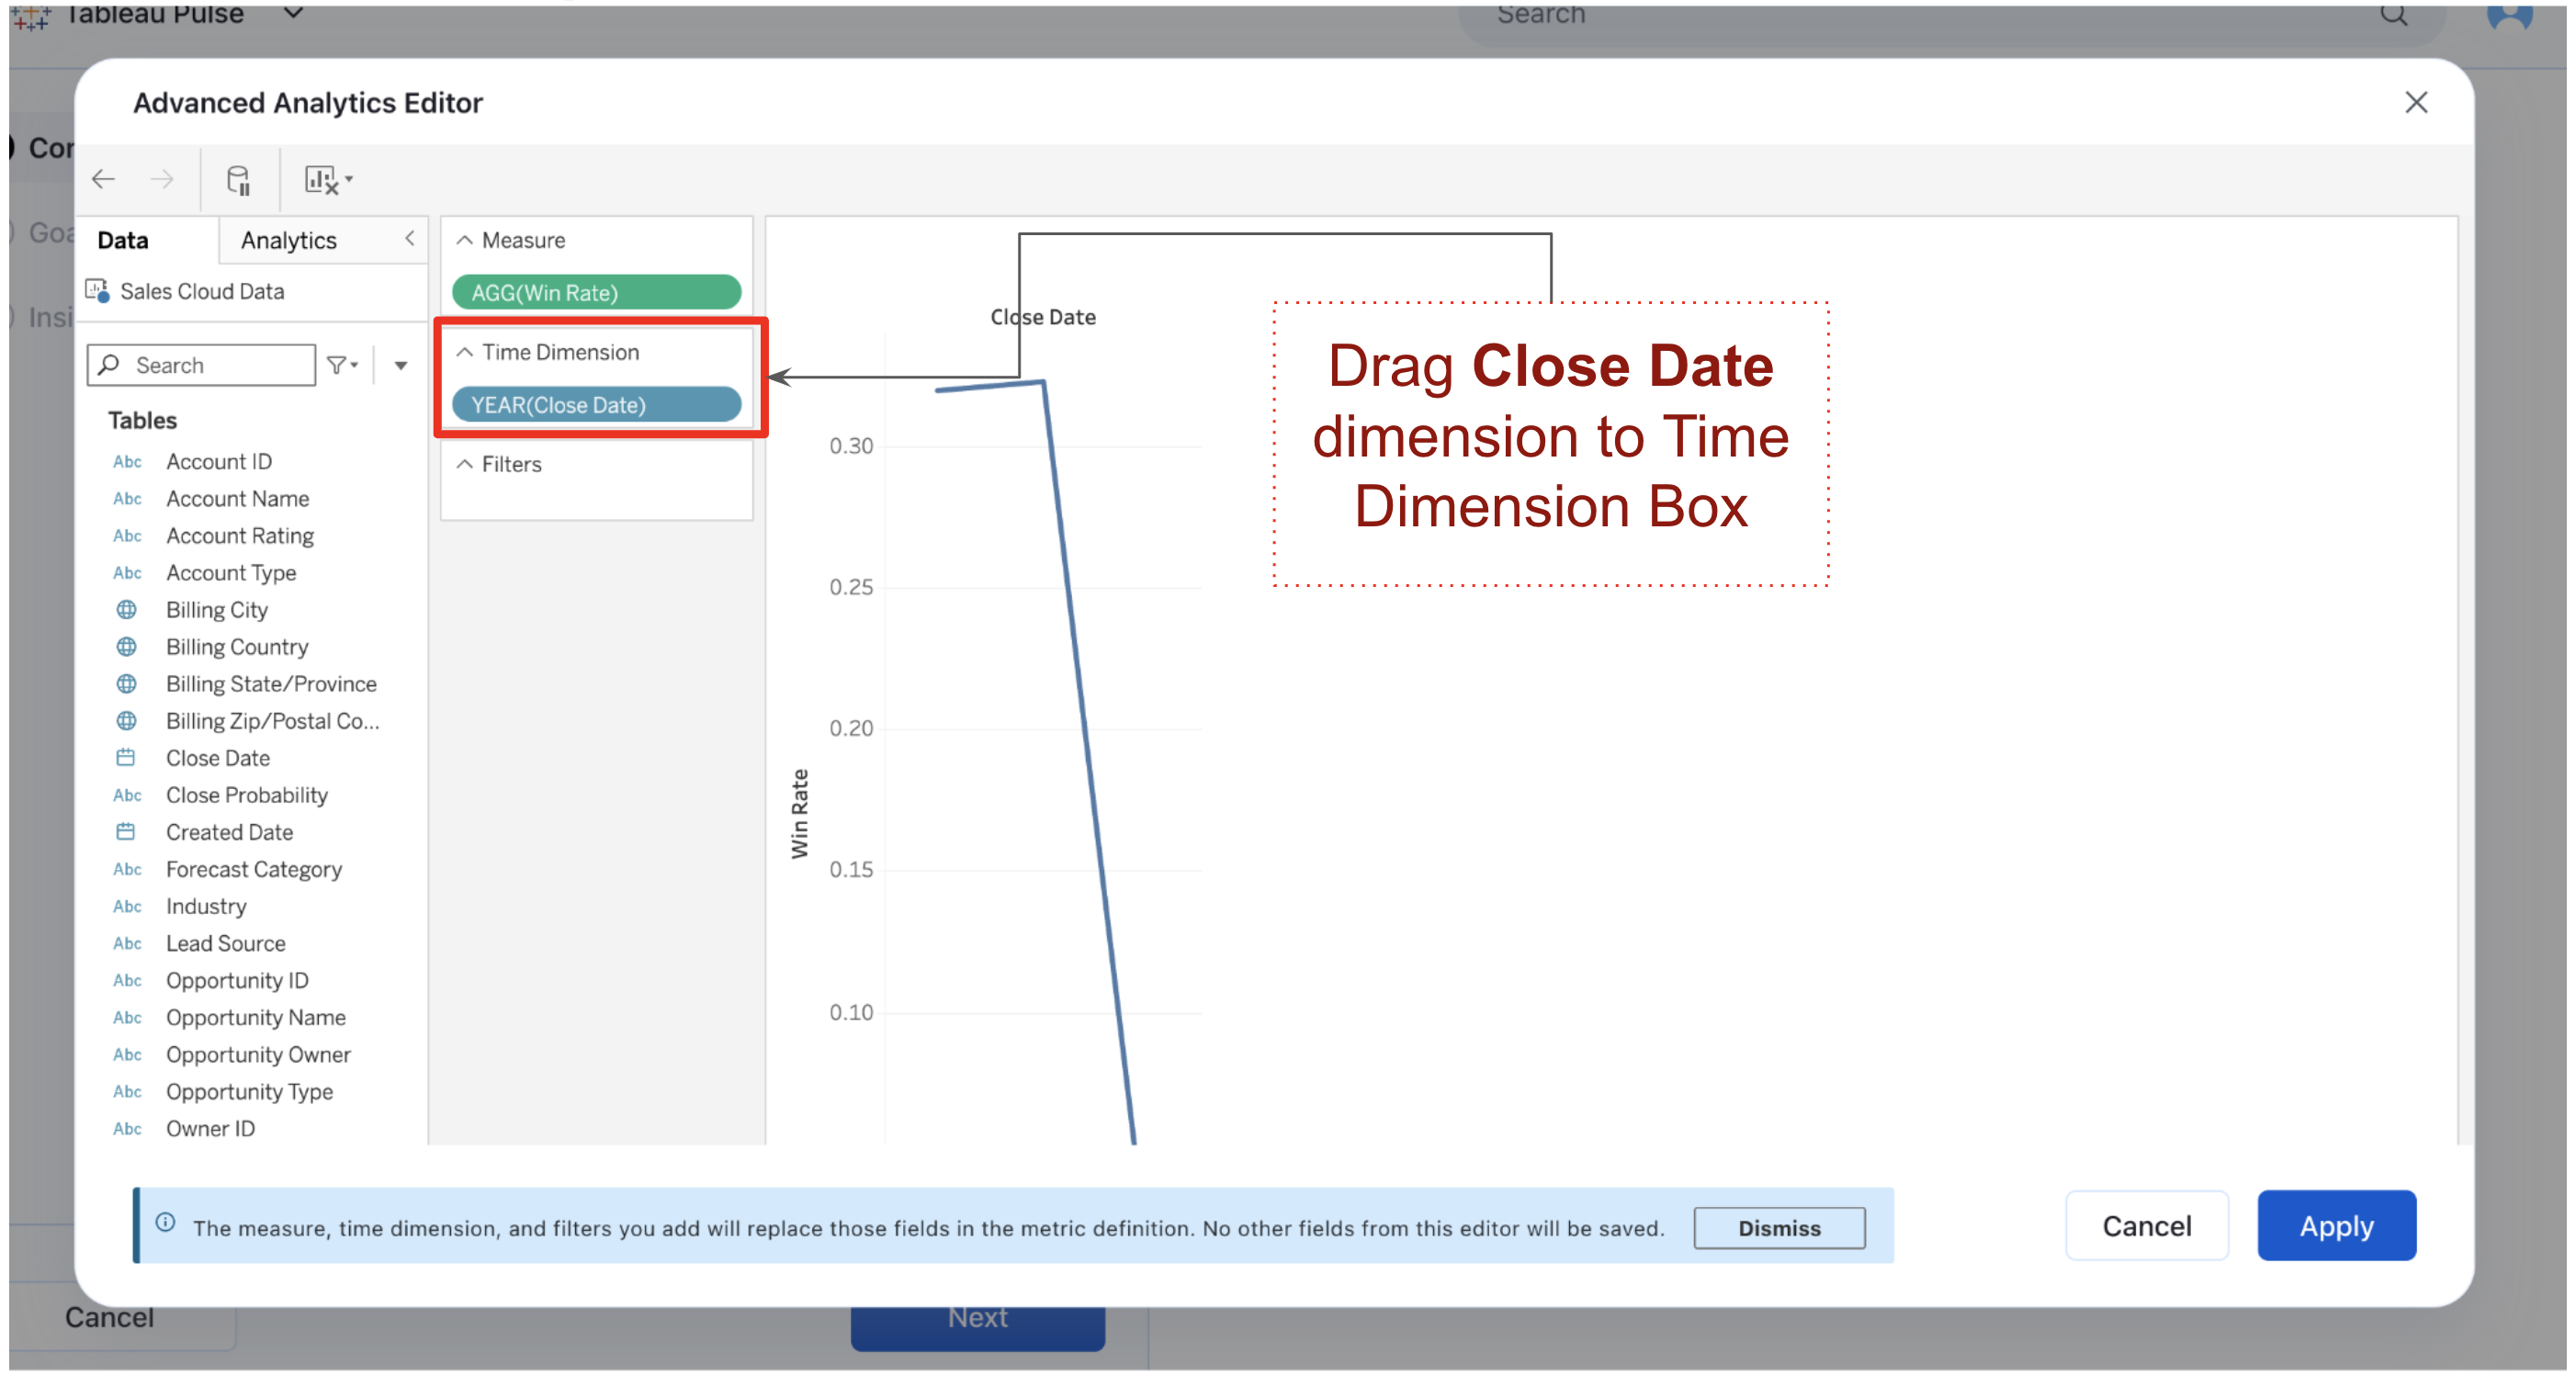 Tableau Pulse
Search
Advanced Analytics Editor
Cor
Goa
Insi
Data
Analytics
Sales Cloud Data
Search
Tables
Abc Account ID
Abc Account Name
Abc Account Rating
Abc Account Type
Billing City
Billing Country
Billing State/Province
Billing Zip/Postal Co...
Close Date
Abc Close Probability
Created Date
Abc Forecast Category
Abc Industry
Abc Lead Source
Abc Opportunity ID
Abc Opportunity Name
Abc Opportunity Owner
Abc Opportunity Type
Abc Owner ID
Measure
AGG(Win Rate)
Time Dimension
YEAR(Close Date)
Filters
Close Date
0.30
0.25
0.20
0.15
0.10
Win Rate
Drag Close Date
dimension to Time
Dimension Box
The measure, time dimension, and filters you add will replace those fields in the metric definition. No other fields from this editor will be saved.
Dismiss
Cancel
Apply
Cancel
Next